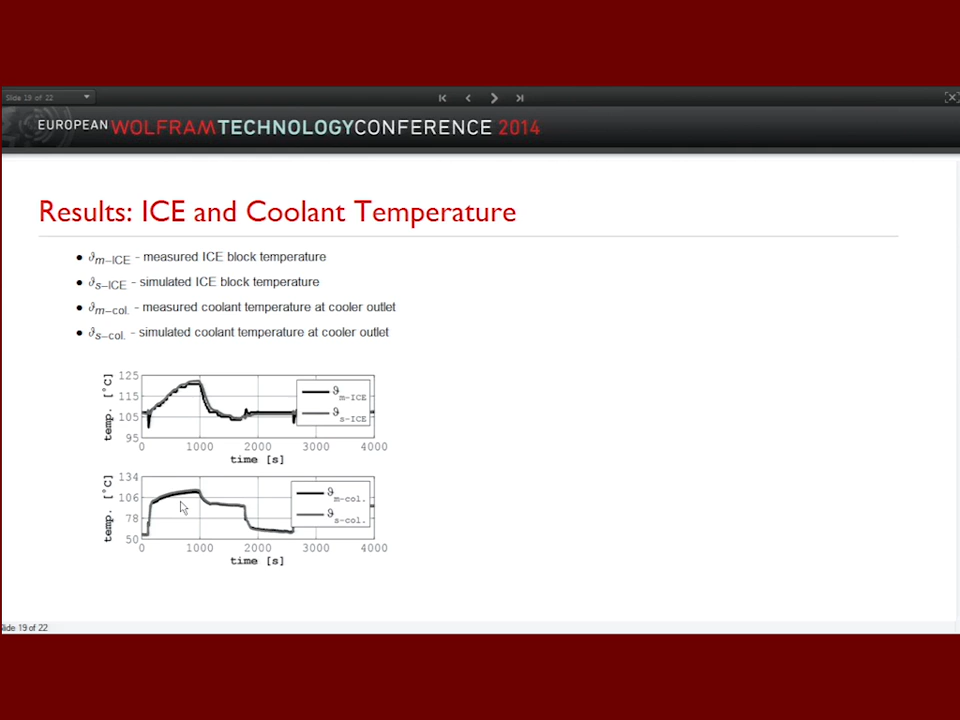 Slide 19 of 22
EUROPEAN WOLFRAMTECHNOLOGYCONFERENCE 2014
Results: ICE and Coolant Temperature
• ϑm–ICE - measured ICE block temperature
• ϑs–ICE - simulated ICE block temperature
• ϑm–col. - measured coolant temperature at cooler outlet
• ϑs–col. - simulated coolant temperature at cooler outlet
temp. [°C]
125
115
105
95
0 1000 2000 3000 4000
time [s]
ϑm-ICE
ϑs-ICE
temp. [°C]
134
106
78
50
0 1000 2000 3000 4000
time [s]
ϑm-col.
ϑs-col.
Slide 19 of 22